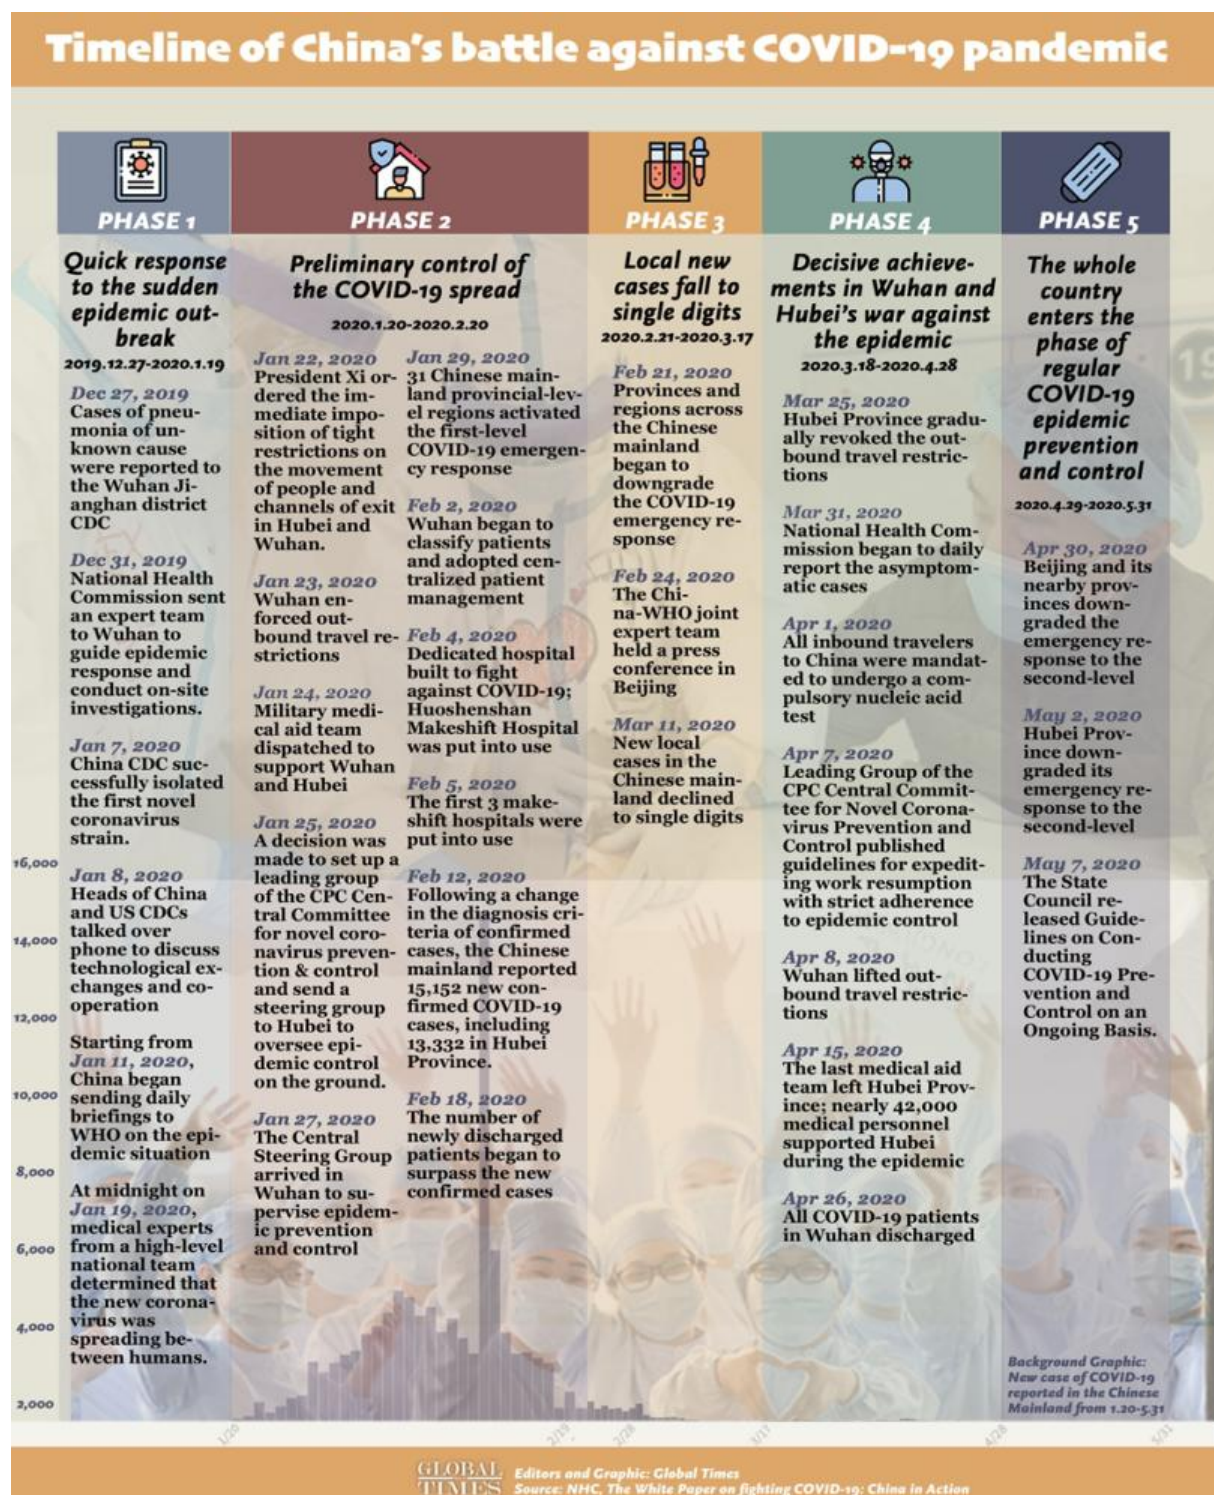 Timeline of China's battle against COVID-19 pandemic
PHASE 1
Quick response
to the sudden
epidemic out-
break
2019.12.27-2020.1.19
Dec 27, 2019
Cases of pneu-
monia of un-
known cause
were reported to
the Wuhan Ji-
anghan district
CDC
Dec 31, 2019
National Health
Commission sent
an expert team
to Wuhan to
guide epidemic
response and
conduct on-site
investigations.
Jan 7, 2020
China CDC suc-
cessfully isolated
the first novel
coronavirus
strain.
Jan 8, 2020
Heads of China
and US CDCs
talked over
phone to discuss
technological ex-
changes and co-
operation
Starting from
Jan 11, 2020,
China began
sending daily
briefings to
WHO on the epi-
demic situation
At midnight on
Jan 19, 2020,
medical experts
from a high-level
national team
determined that
the new corona-
virus was
spreading be-
tween humans.
PHASE 2
Preliminary control of
the COVID-19 spread
2020.1.20-2020.2.20
Jan 22, 2020
President Xi or-
dered the im-
mediate impo-
sition of tight
restrictions on
the movement
of people and
channels of exit
in Hubei and
Wuhan.
Jan 23, 2020
Wuhan en-
forced out-
bound travel re-
strictions
Jan 24, 2020
Military medi-
cal aid team
dispatched to
support Wuhan
and Hubei
Jan 25, 2020
A decision was
made to set up a
leading group
of the CPC Cen-
tral Committee
for novel coro-
navirus preven-
tion & control
and send a
steering group
to Hubei to
oversee epi-
demic control
on the ground.
Jan 27, 2020
The Central
Steering Group
arrived in
Wuhan to su-
pervise epidem-
ic prevention
and control
Jan 29, 2020
31 Chinese main-
land provincial-lev-
el regions activated
the first-level
COVID-19 emergen-
cy response
Feb 2, 2020
Wuhan began to
classify patients
and adopted cen-
tralized patient
management
Feb 4, 2020
Dedicated hospital
built to fight
against COVID-19;
Huoshenshan
Makeshift Hospital
was put into use
Feb 5, 2020
The first 3 make-
shift hospitals were
put into use
Feb 12, 2020
Following a change
in the diagnosis cri-
teria of confirmed
cases, the Chinese
mainland reported
15,152 new con-
firmed COVID-19
cases, including
13,332 in Hubei
Province.
Feb 18, 2020
The number of
newly discharged
patients began to
surpass the new
confirmed cases
PHASE 3
Local new
cases fall to
single digits
2020.2.21-2020.3.17
Feb 21, 2020
Provinces and
regions across
the Chinese
mainland
began to
downgrade
the COVID-19
emergency re-
sponse
Feb 24, 2020
The Chi-
na-WHO joint
expert team
held a press
conference in
Beijing
Mar 11, 2020
New local
cases in the
Chinese main-
land declined
to single digits
PHASE 4
Decisive achieve-
ments in Wuhan and
Hubei's war against
the epidemic
2020.3.18-2020.4.28
Mar 25, 2020
Hubei Province gradu-
ally revoked the out-
bound travel restric-
tions
Mar 31, 2020
National Health Com-
mission began to daily
report the asymptom-
atic cases
Apr 1, 2020
All inbound travelers
to China were mandat-
ed to undergo a com-
pulsory nucleic acid
test
Apr 7, 2020
Leading Group of the
CPC Central Commit-
tee for Novel Corona-
virus Prevention and
Control published
guidelines for expedit-
ing work resumption
with strict adherence
to epidemic control
Apr 8, 2020
Wuhan lifted out-
bound travel restric-
tions
Apr 15, 2020
The last medical aid
team left Hubei Prov-
ince; nearly 42,000
medical personnel
supported Hubei
during the epidemic
Apr 26, 2020
All COVID-19 patients
in Wuhan discharged
PHASE 5
The whole
country
enters the
phase of
regular
COVID-19
epidemic
prevention
and control
2020.4.29-2020.5.31
Apr 30, 2020
Beijing and its
nearby prov-
inces down-
graded the
emergency re-
sponse to the
second-level
May 2, 2020
Hubei Prov-
ince down-
graded its
emergency re-
sponse to the
second-level
May 7, 2020
The State
Council re-
leased Guide-
lines on Con-
ducting
COVID-19 Pre-
vention and
Control on an
Ongoing Basis.
Background Graphic:
New case of COVID-19
reported in the Chinese
Mainland from 1.20-5.31
16,000
14,000
12,000
10,000
8,000
6,000
4,000
2,000
1/20
2/19
2/28
3/17
4/28
5/31
GLOBAL
TIMES
Editors and Graphic: Global Times
Source: NHC, The White Paper on fighting COVID-19: China in Action